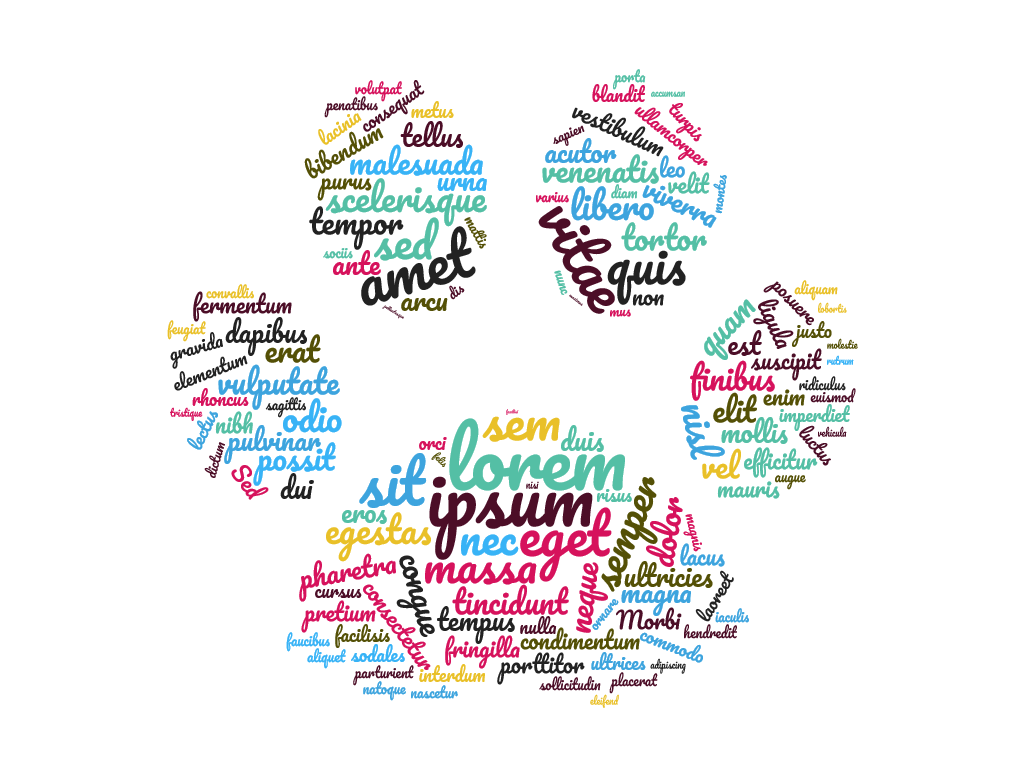 volutpat
consequat
penatibus
metus
lacinia
tellus
bibendum
malesuada
purus
urna
scelerisque
tempor
mattis
sed
sociis
ante
amet
dis
arcu
porta
accumsan
blandit
turpis
vestibulum
ullamcorper
sapien
acutor
leo
venenatis
velit
montes
varius
diam
viverra
libero
vitae
tortor
quis
nunc
non
mus
convallis
fermentum
feugiat
dapibus
gravida
erat
elementum
vulputate
rhoncus
sagittis
tristique
lectus
nibh
odio
pulvinar
dictum
possit
Sed
dui
posuere
aliquam
quam
ligula
lobortis
justo
est
molestie
suscipit
rutrum
finibus
ridiculus
enim
euismod
elit
imperdiet
nisl
mollis
vehicula
luctus
vel
efficitur
augue
mauris
sem
orci
duis
felis
lorem
sit
nisi
ipsum
risus
semper
eros
dolor
egestas
nec
eget
magnis
lacus
pharetra
congue
massa
neque
ultricies
laoreet
cursus
consectetur
tincidunt
magna
ornare
pretium
tempus
nulla
Morbi
iaculis
hendredit
faucibus
facilisis
fringilla
condimentum
commodo
aliquet
sodales
porttitor
ultrices
adipiscing
parturient
interdum
placerat
natoque
nascetur
sollicitudin
eleifend